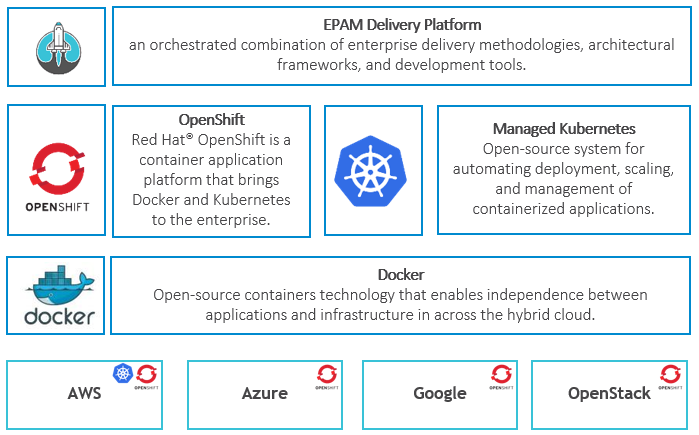 EPAM Delivery Platform
an orchestrated combination of enterprise delivery methodologies, architectural
frameworks, and development tools.
OPENSHIFT
OpenShift
Red Hat® OpenShift is a
container application
platform that brings
Docker and Kubernetes
to the enterprise.
Managed Kubernetes
Open-source system for
automating deployment, scaling,
and management of
containerized applications.
docker
Docker
Open-source containers technology that enables independence between
applications and infrastructure in across the hybrid cloud.
AWS
OPENSHIFT
Azure
OPENSHIFT
Google
OPENSHIFT
OpenStack
OPENSHIFT